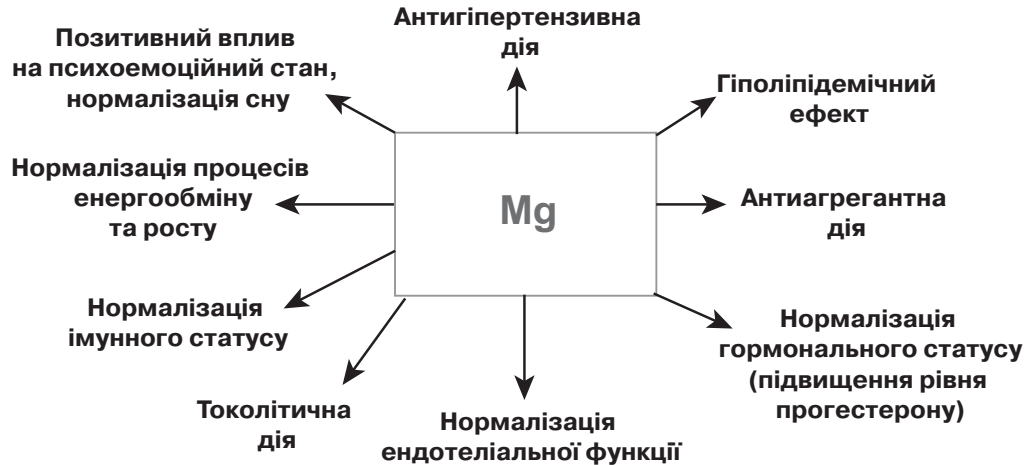 Антигіпертензивна
дія
Позитивний вплив
на психоемоційний стан,
нормалізація сну
Гіполіпідемічний
ефект
Нормалізація процесів
енергообміну
та росту
Mg
Антиагрегантна
дія
Нормалізація
імунного статусу
Нормалізація
гормонального статусу
(підвищення рівня
прогестерону)
Токолітична
дія
Нормалізація
ендотеліальної функції